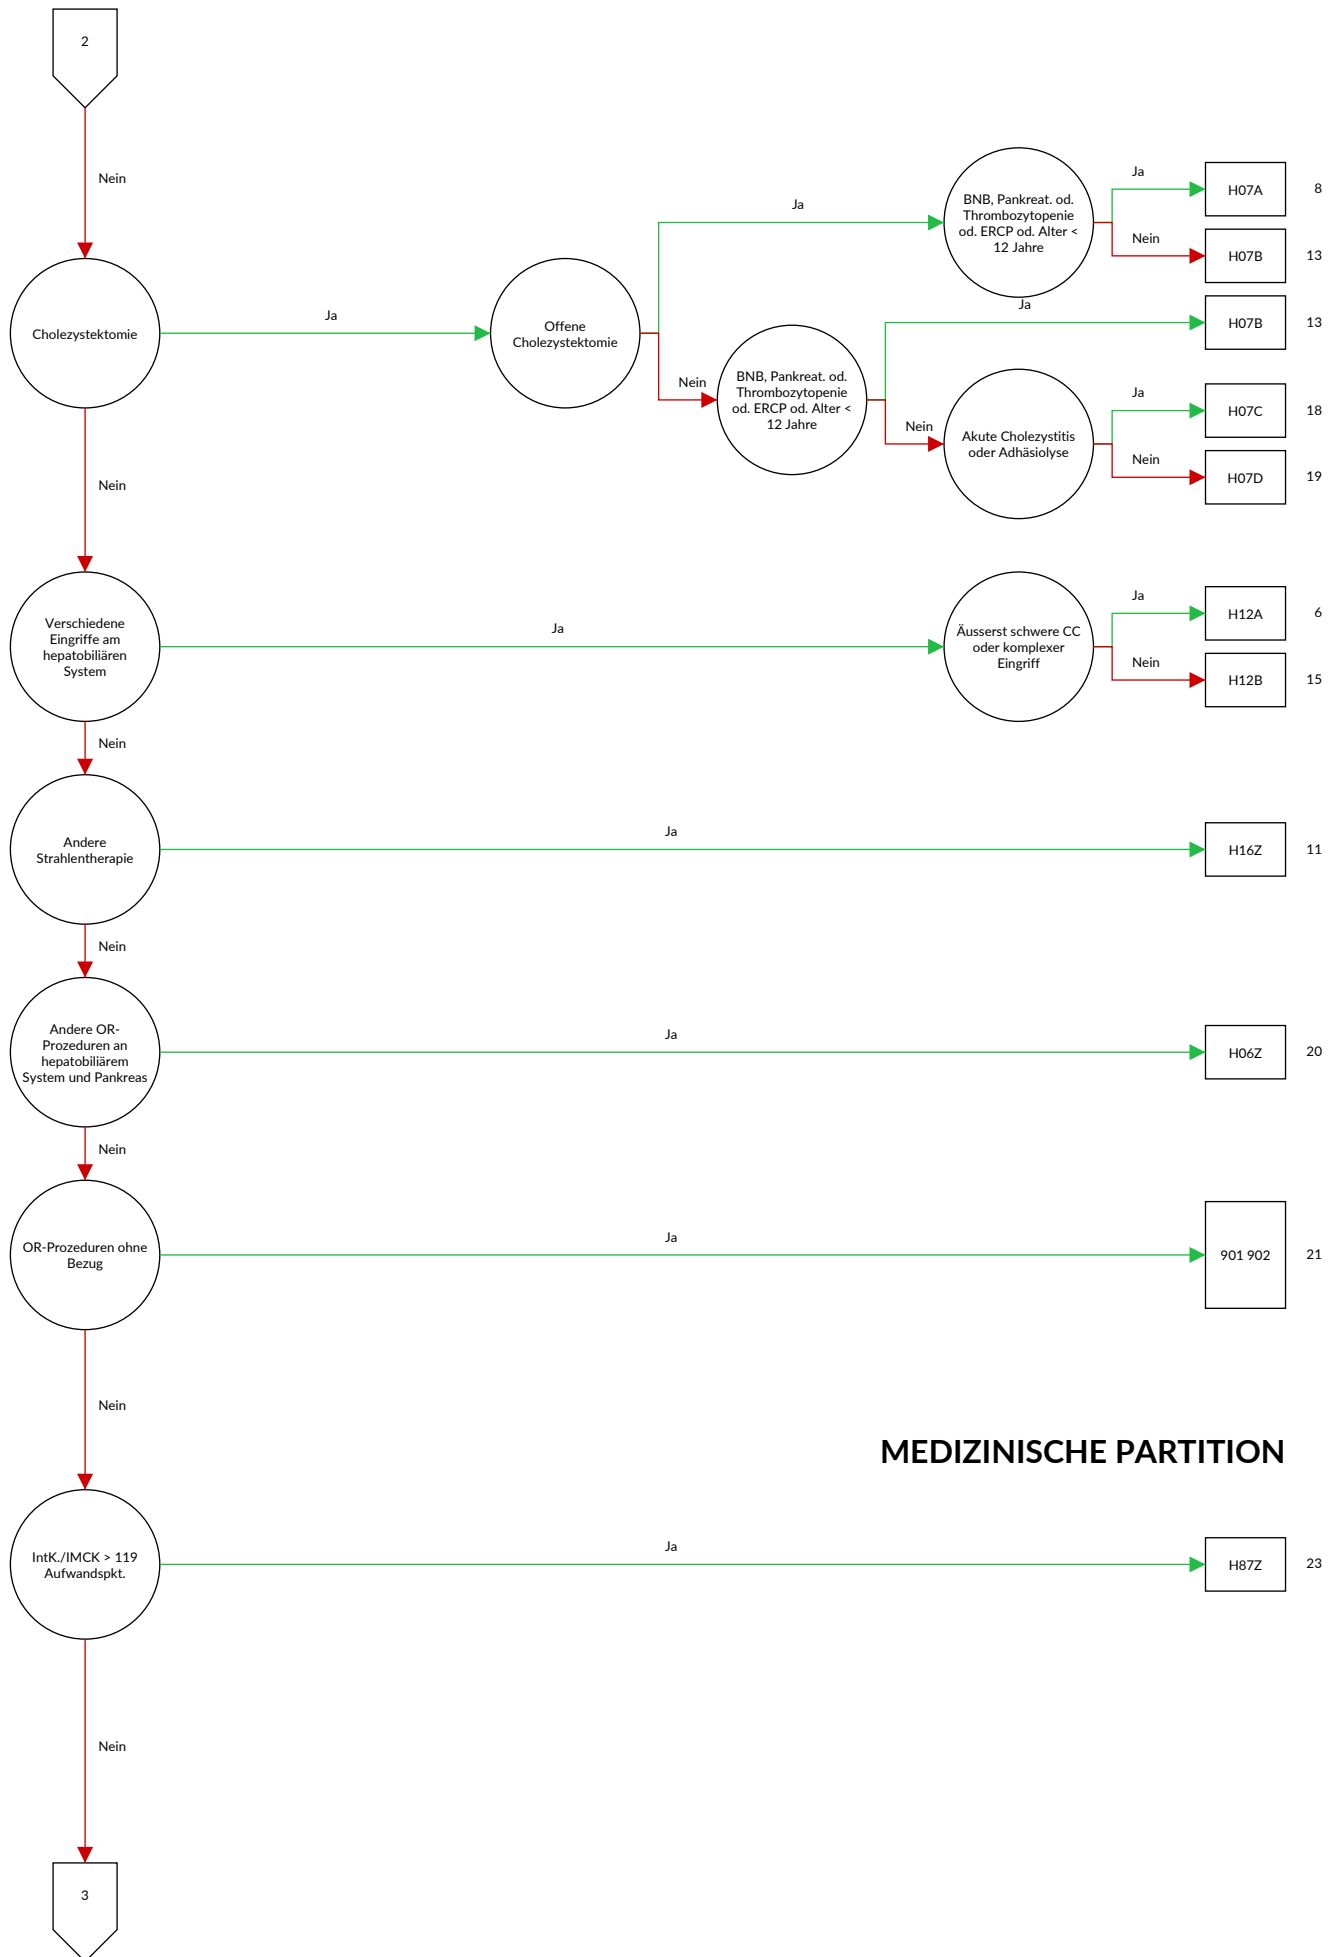 2
Nein
Cholezystektomie
Ja
Offene
Cholezystektomie
Ja
BNB, Pankreat. od.
Thrombozytopenie
od. ERCP od. Alter <
12 Jahre
Ja
H07A
8
Nein
H07B
13
Nein
BNB, Pankreat. od.
Thrombozytopenie
od. ERCP od. Alter <
12 Jahre
Ja
H07B
13
Nein
Akute Cholezystitis
oder Adhäsiolyse
Ja
H07C
18
Nein
H07D
19
Nein
Verschiedene
Eingriffe am
hepatobiliären
System
Ja
Äusserst schwere CC
oder komplexer
Eingriff
Ja
H12A
6
Nein
H12B
15
Nein
Andere
Strahlentherapie
Ja
H16Z
11
Nein
Andere OR-
Prozeduren an
hepatobiliärem
System und Pankreas
Ja
H06Z
20
Nein
OR-Prozeduren ohne
Bezug
Ja
901 902
21
Nein
MEDIZINISCHE PARTITION
IntK./IMCK > 119
Aufwandspkt.
Ja
H87Z
23
Nein
3